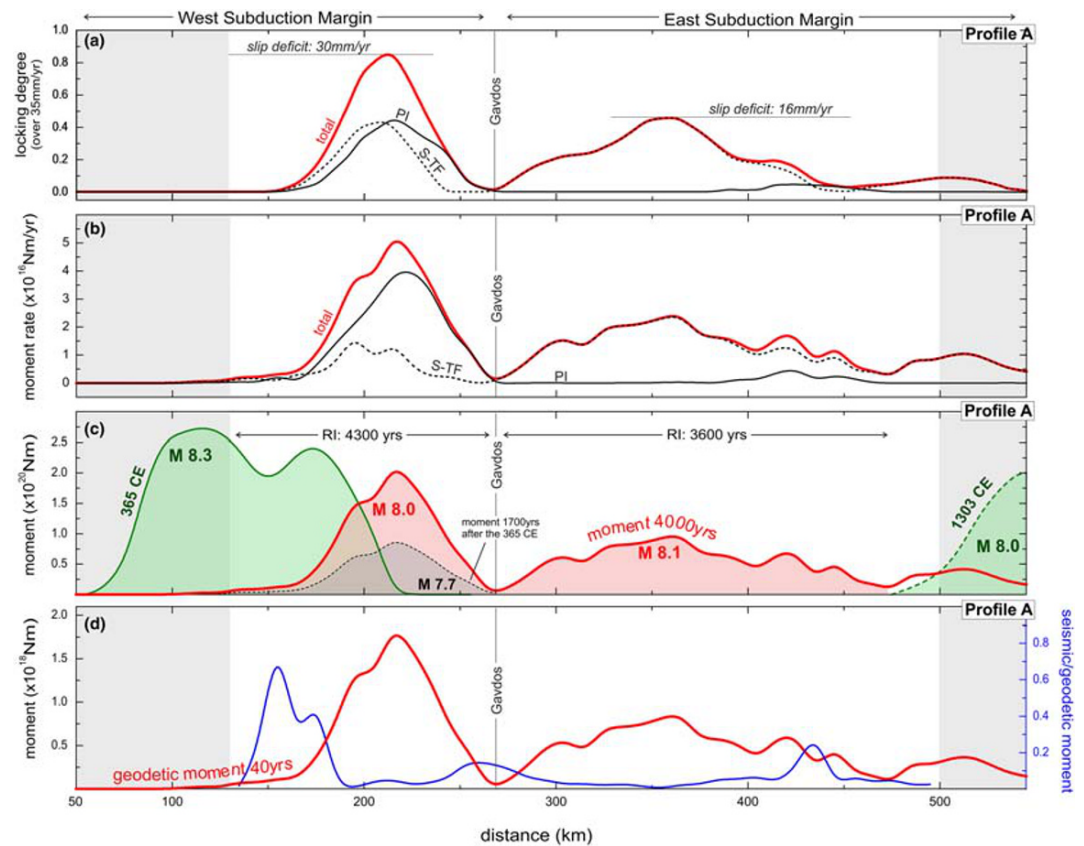 West Subduction Margin
East Subduction Margin
(a)
Profile A
locking degree
(over 35mm/yr)
1.0
0.8
0.6
0.4
0.2
0.0
slip deficit: 30mm/yr
total
PI
S-TF
Gavdos
slip deficit: 16mm/yr
(b)
Profile A
moment rate (x10¹⁶Nm/yr)
5
4
3
2
1
0
total
S-TF
PI
Gavdos
(c)
Profile A
moment (x10²⁰Nm)
2.5
2.0
1.5
1.0
0.5
RI: 4300 yrs
RI: 3600 yrs
365 CE
M 8.3
M 8.0
moment 1700yrs
after the 365 CE
M 7.7
Gavdos
moment 4000yrs
M 8.1
1303 CE
M 8.0
(d)
Profile A
moment (x10¹⁸Nm)
2.0
1.5
1.0
0.5
geodetic moment 40yrs
Gavdos
0.8
0.6
0.4
0.2
seismic/geodetic moment
50 100 200 300 400 500
distance (km)